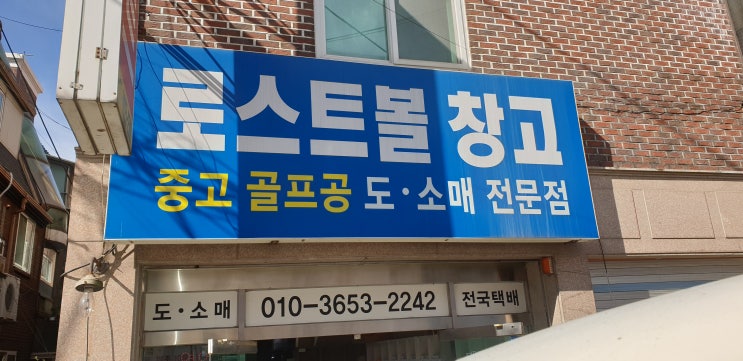 로스트볼 창고
중고 골프공 도·소매 전문점
도·소매 010-3653-2242 전국택배